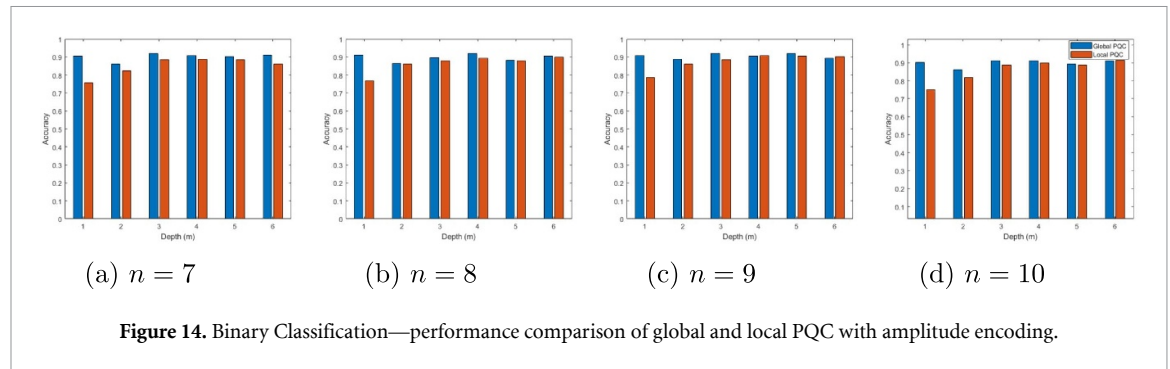 1
0.9
0.8
0.7
0.6
0.5
0.4
0.3
0.2
0.1
0
Accuracy
1 2 3 4 5 6
Depth (m)
(a) n = 7
1
0.9
0.8
0.7
0.6
0.5
0.4
0.3
0.2
0.1
0
Accuracy
1 2 3 4 5 6
Depth (m)
(b) n = 8
1
0.9
0.8
0.7
0.6
0.5
0.4
0.3
0.2
0.1
0
Accuracy
1 2 3 4 5 6
Depth (m)
(c) n = 9
Global PQC
Local PQC
1
0.9
0.8
0.7
0.6
0.5
0.4
0.3
0.2
0.1
Accuracy
1 2 3 4 5 6
Depth (m)
(d) n = 10
Figure 14. Binary Classification—performance comparison of global and local PQC with amplitude encoding.